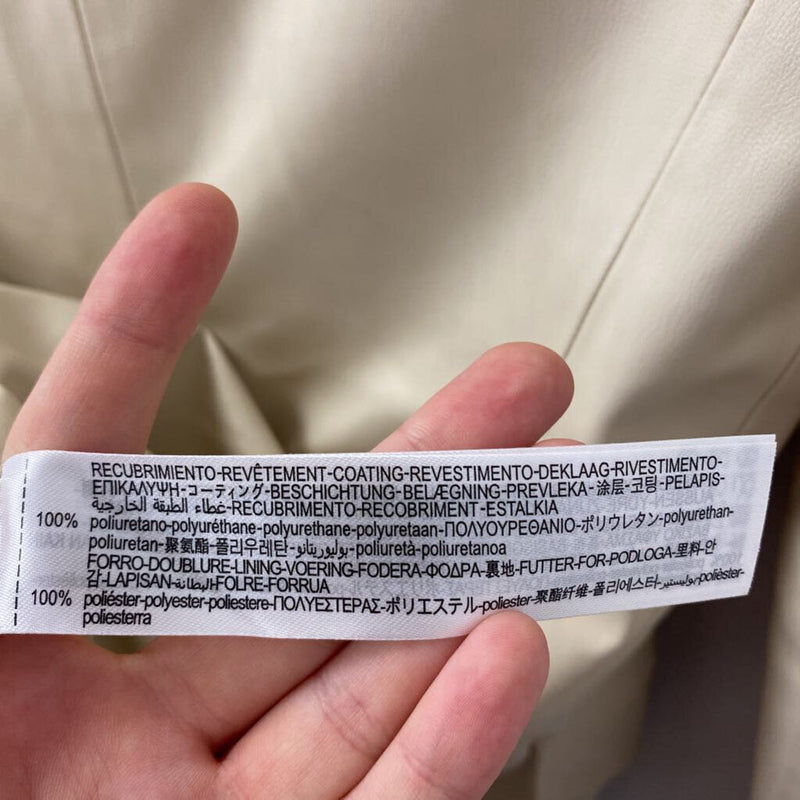 RECUBRIMIENTO-REVÊTEMENT-COATING-REVESTIMENTO-DEKLAAG-RIVESTIMENTO-
ΕΠΙΚΑΛΥΨΗ-コーティング-BESCHICHTUNG-BELÆGNING-PREVLEKA-涂层-코팅-PELAPIS-
غطاء الطبقة الخارجية-RECUBRIMENTO-RECOBRIMENT-ESTALKIA
100% poliuretano-polyuréthane-polyurethane-polyuretaan-ΠΟΛΥΟΥΡΕΘΑΝΙΟ-ポリウレタン-polyurethan-
poliuretan-聚氨酯-폴리우레탄-بوليوريتانو-poliuretà-poliuretanoa
FORRO-DOUBLURE-LINING-VOERING-FODERA-ΦΟΔΡΑ-裏地-FUTTER-FOR-PODLOGA-里料-안
감-LAPISAN-البطانة-FOLRE-FORRUA
100% poliéster-polyester-poliestere-ΠΟΛΥΕΣΤΕΡΑΣ-ポリエステル-poliester-聚酯纤维-폴리에스타-بوليستير-polièster-
poliesterra